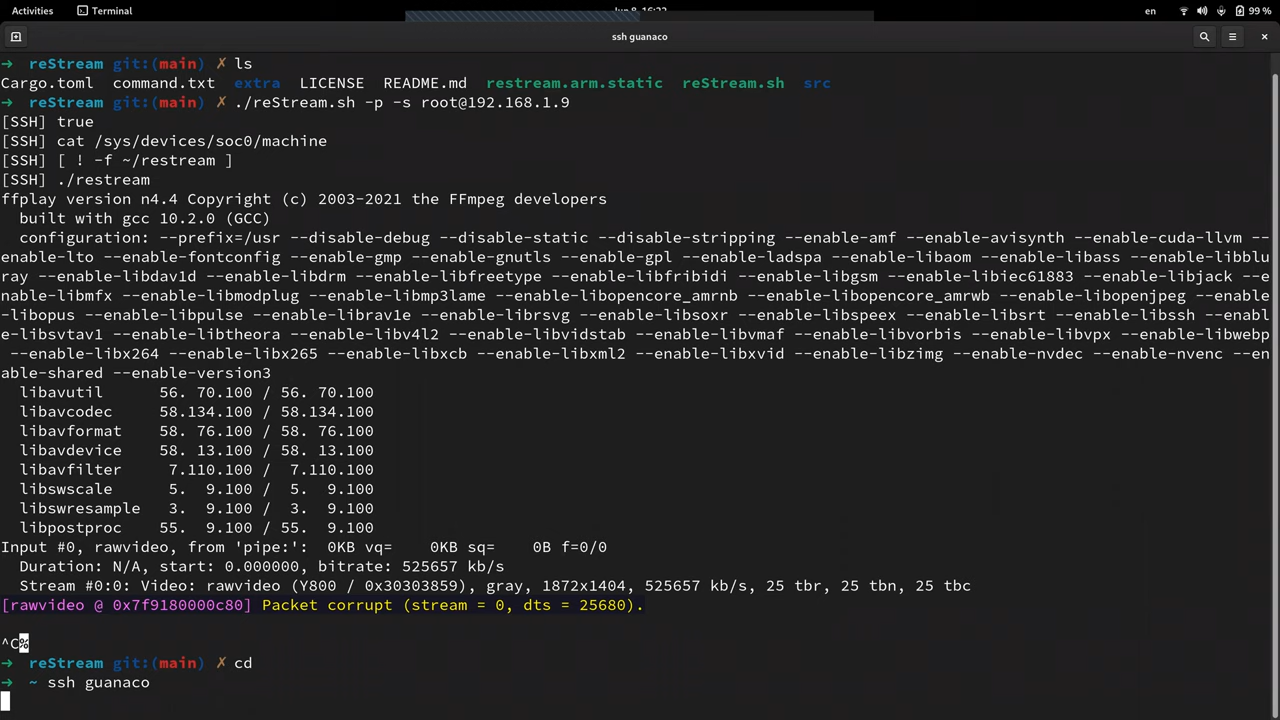 Activities Terminal en 99 %
ssh guanaco
→ reStream git:(main) ✗ ls
Cargo.toml command.txt extra LICENSE README.md restream.arm.static reStream.sh src
→ reStream git:(main) ✗ ./reStream.sh -p -s root@192.168.1.9
[SSH] true
[SSH] cat /sys/devices/soc0/machine
[SSH] [ ! -f ~/restream ]
[SSH] ./restream
ffplay version n4.4 Copyright (c) 2003-2021 the FFmpeg developers
built with gcc 10.2.0 (GCC)
configuration: --prefix=/usr --disable-debug --disable-static --disable-stripping --enable-amf --enable-avisynth --enable-cuda-llvm --
enable-lto --enable-fontconfig --enable-gmp --enable-gnutls --enable-gpl --enable-ladspa --enable-libaom --enable-libass --enable-libblu
ray --enable-libdav1d --enable-libdrm --enable-libfreetype --enable-libfribidi --enable-libgsm --enable-libiec61883 --enable-libjack --e
nable-libmfx --enable-libmodplug --enable-libmp3lame --enable-libopencore_amrnb --enable-libopencore_amrwb --enable-libopenjpeg --enable
-libopus --enable-libpulse --enable-librav1e --enable-librsvg --enable-libsoxr --enable-libspeex --enable-libsrt --enable-libssh --enabl
e-libsvtav1 --enable-libtheora --enable-libv4l2 --enable-libvidstab --enable-libvmaf --enable-libvorbis --enable-libvpx --enable-libwebp
--enable-libx264 --enable-libx265 --enable-libxcb --enable-libxml2 --enable-libxvid --enable-libzimg --enable-nvdec --enable-nvenc --en
able-shared --enable-version3
libavutil 56. 70.100 / 56. 70.100
libavcodec 58.134.100 / 58.134.100
libavformat 58. 76.100 / 58. 76.100
libavdevice 58. 13.100 / 58. 13.100
libavfilter 7.110.100 / 7.110.100
libswscale 5. 9.100 / 5. 9.100
libswresample 3. 9.100 / 3. 9.100
libpostproc 55. 9.100 / 55. 9.100
Input #0, rawvideo, from 'pipe:': 0KB vq= 0KB sq= 0B f=0/0
Duration: N/A, start: 0.000000, bitrate: 525657 kb/s
Stream #0:0: Video: rawvideo (Y800 / 0x30303859), gray, 1872x1404, 525657 kb/s, 25 tbr, 25 tbn, 25 tbc
[rawvideo @ 0x7f9180000c80] Packet corrupt (stream = 0, dts = 25680).
^C%
→ reStream git:(main) ✗ cd
→ ~ ssh guanaco